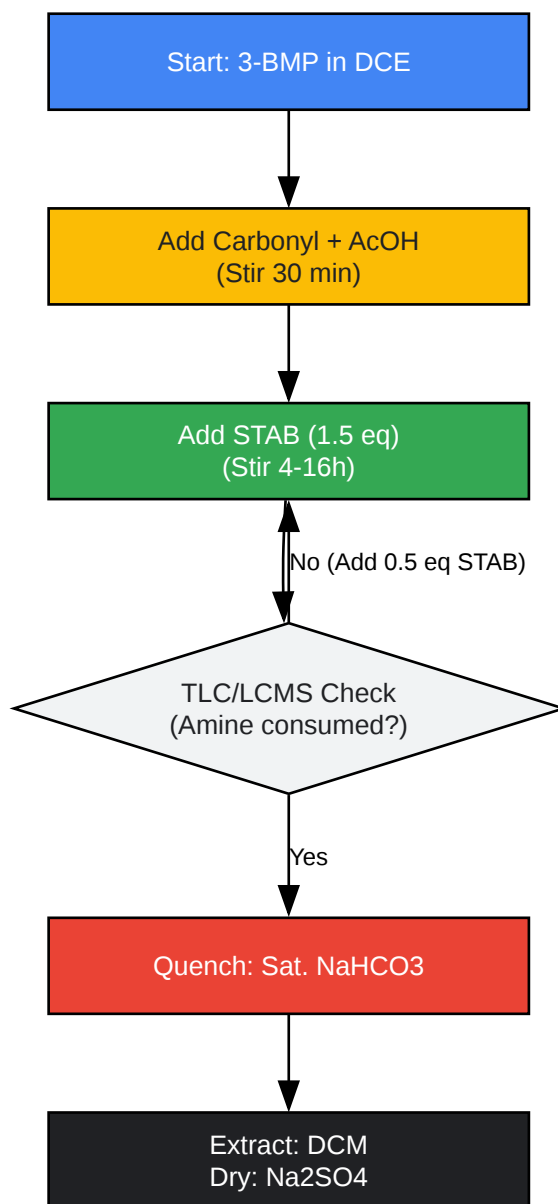 Start: 3-BMP in DCE
Add Carbonyl + AcOH
(Stir 30 min)
Add STAB (1.5 eq)
(Stir 4-16h)
No (Add 0.5 eq STAB)
TLC/LCMS Check
(Amine consumed?)
Yes
Quench: Sat. NaHCO3
Extract: DCM
Dry: Na2SO4